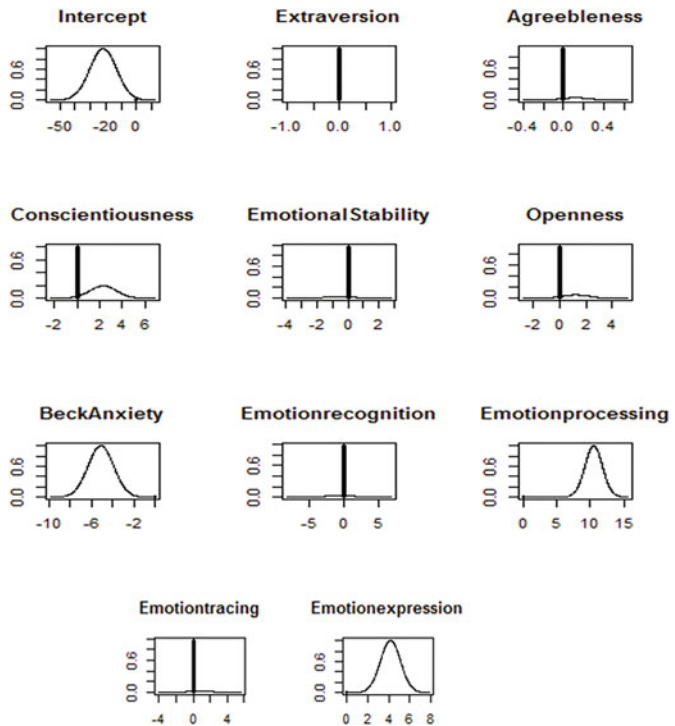 Intercept
Extraversion
Agreebleness
0.0 0.6
0.0 0.6
0.0 0.6
-50 -20 0
-1.0 0.0 1.0
-0.4 0.0 0.4
Conscientiousness
EmotionalStability
Openness
0.0 0.6
0.0 0.6
0.0 0.6
-2 0 2 4 6
-4 -2 0 2
-2 0 2 4
BeckAnxiety
Emotionrecognition
Emotionprocessing
0.0 0.6
0.0 0.6
0.0 0.6
-10 -6 -2
-5 0 5
0 5 10 15
Emotiontracing
Emotionexpression
0.0 0.6
0.0 0.6
-4 0 2 4
0 2 4 6 8